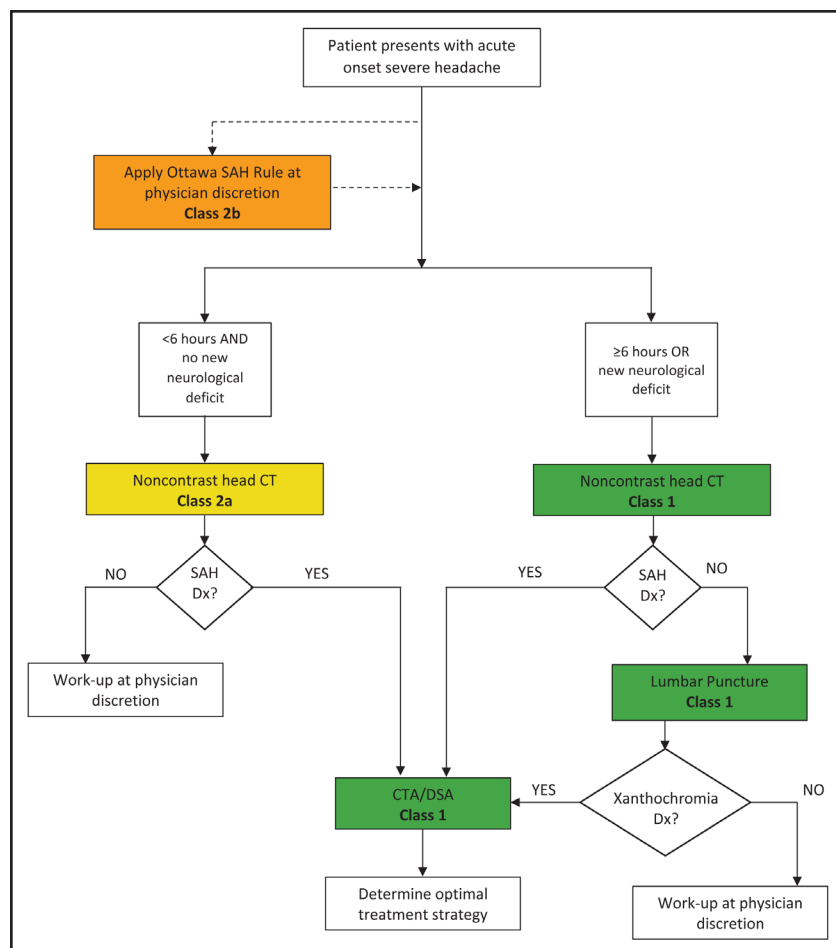 Patient presents with acute
onset severe headache
Apply Ottawa SAH Rule at
physician discretion
Class 2b
<6 hours AND
no new
neurological
deficit
≥6 hours OR
new neurological
deficit
Noncontrast head CT
Class 2a
Noncontrast head CT
Class 1
NO
SAH
Dx?
YES
YES
SAH
Dx?
NO
Work-up at physician
discretion
Lumbar Puncture
Class 1
CTA/DSA
Class 1
YES
Xanthochromia
Dx?
NO
Determine optimal
treatment strategy
Work-up at physician
discretion